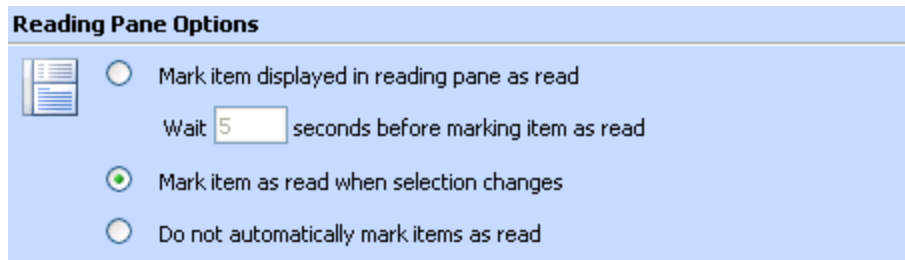 Reading Pane Options
Mark item displayed in reading pane as read
Wait 5 seconds before marking item as read
Mark item as read when selection changes
Do not automatically mark items as read